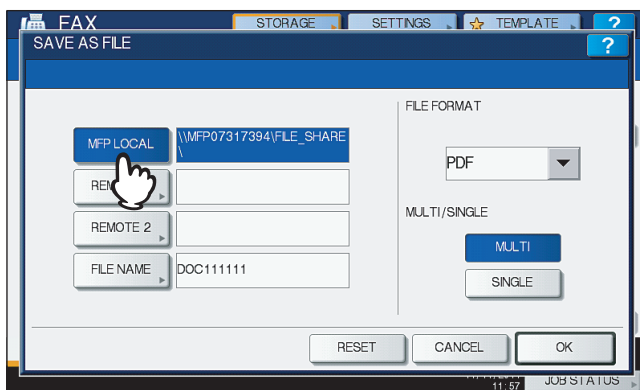 FAX
STORAGE
SETTINGS
TEMPLATE
?
SAVE AS FILE
?
MFP LOCAL
\\MFP07317394\FILE_SHARE
\
REMOTE 2
FILE NAME
DOC111111
FILE FORMAT
PDF
MULTI/SINGLE
MULTI
SINGLE
RESET
CANCEL
OK
11:57
JOB STATUS